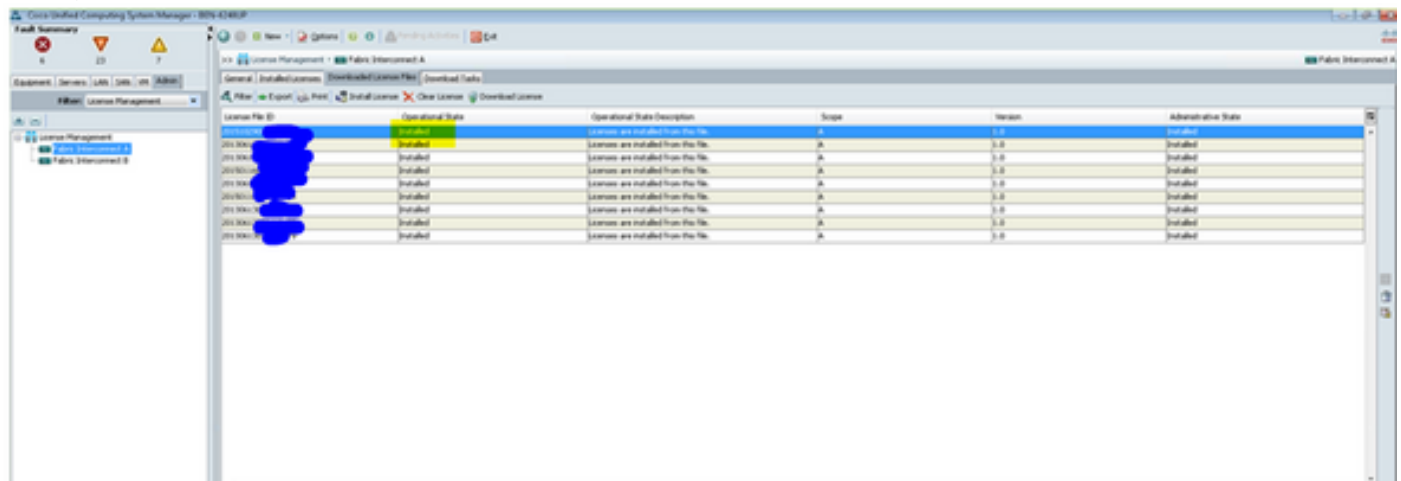 Cisco Unified Computing System Manager - BEN-6248UP
Fault Summary
6 23 7
New Options Pending Activities Exit
>> License Management Fabric Interconnect A
Fabric Interconnect A
Equipment Servers LAN SAN VM Admin
General Installed Licenses Downloaded License Files Download Tasks
Filter: License Management
Filter Export Print Install License Clear License Download License
License Management
Fabric Interconnect A
Fabric Interconnect B
License File ID Operational State Operational State Description Scope Version Administrative State
Installed Licenses are installed from this file. A 1.0 Installed
Installed Licenses are installed from this file. A 1.0 Installed
Installed Licenses are installed from this file. A 1.0 Installed
Installed Licenses are installed from this file. A 1.0 Installed
Installed Licenses are installed from this file. A 1.0 Installed
Installed Licenses are installed from this file. A 1.0 Installed
Installed Licenses are installed from this file. A 1.0 Installed
Installed Licenses are installed from this file. A 1.0 Installed
Installed Licenses are installed from this file. A 1.0 Installed